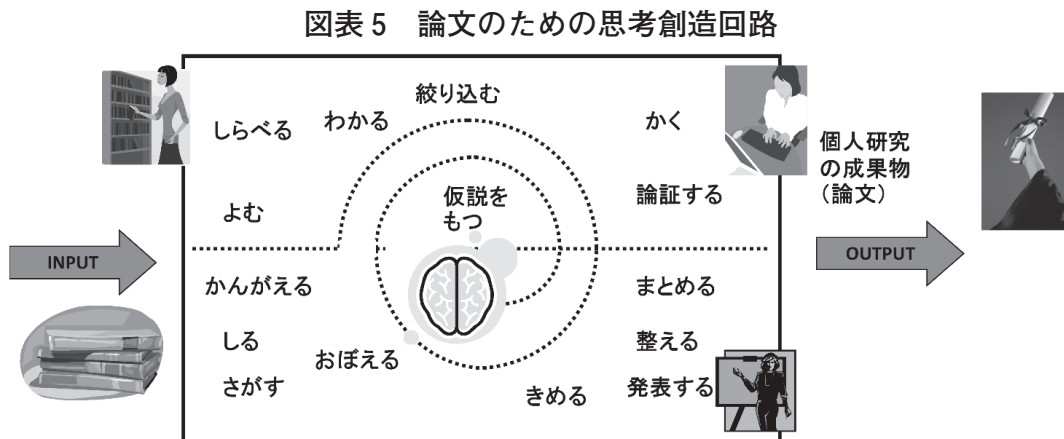 図表5 論文のための思考創造回路
しらべる
わかる
絞り込む
かく
よむ
仮説を
もつ
論証する
個人研究
の成果物
(論文)
INPUT
OUTPUT
かんがえる
まとめる
しる
おぼえる
整える
さがす
きめる
発表する